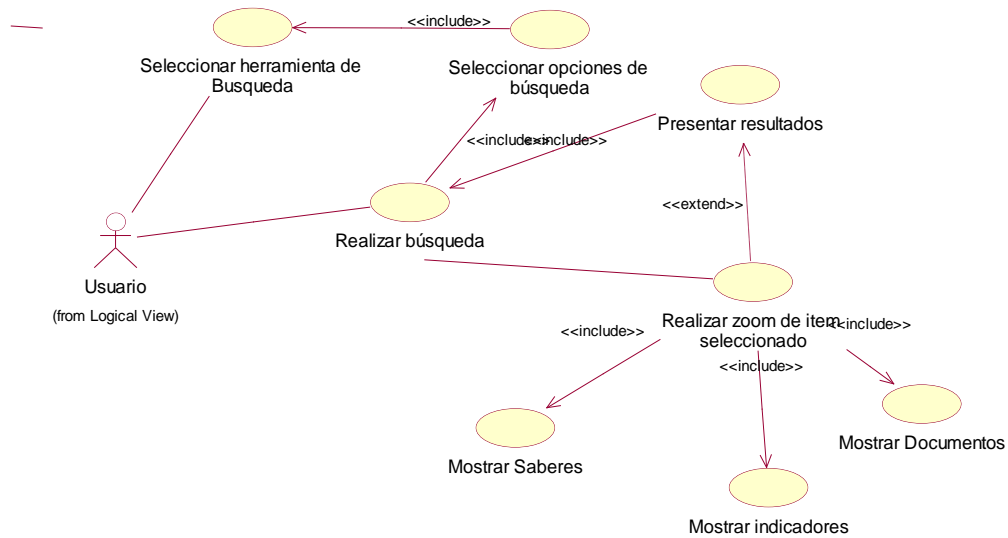 <<include>>
Seleccionar herramienta de
Busqueda
Seleccionar opciones de
búsqueda
Presentar resultados
<<include>>
<<include>>
<<extend>>
Realizar búsqueda
Usuario
(from Logical View)
Realizar zoom de item
seleccionado
<<include>>
<<include>>
<<include>>
Mostrar Saberes
Mostrar Documentos
Mostrar indicadores